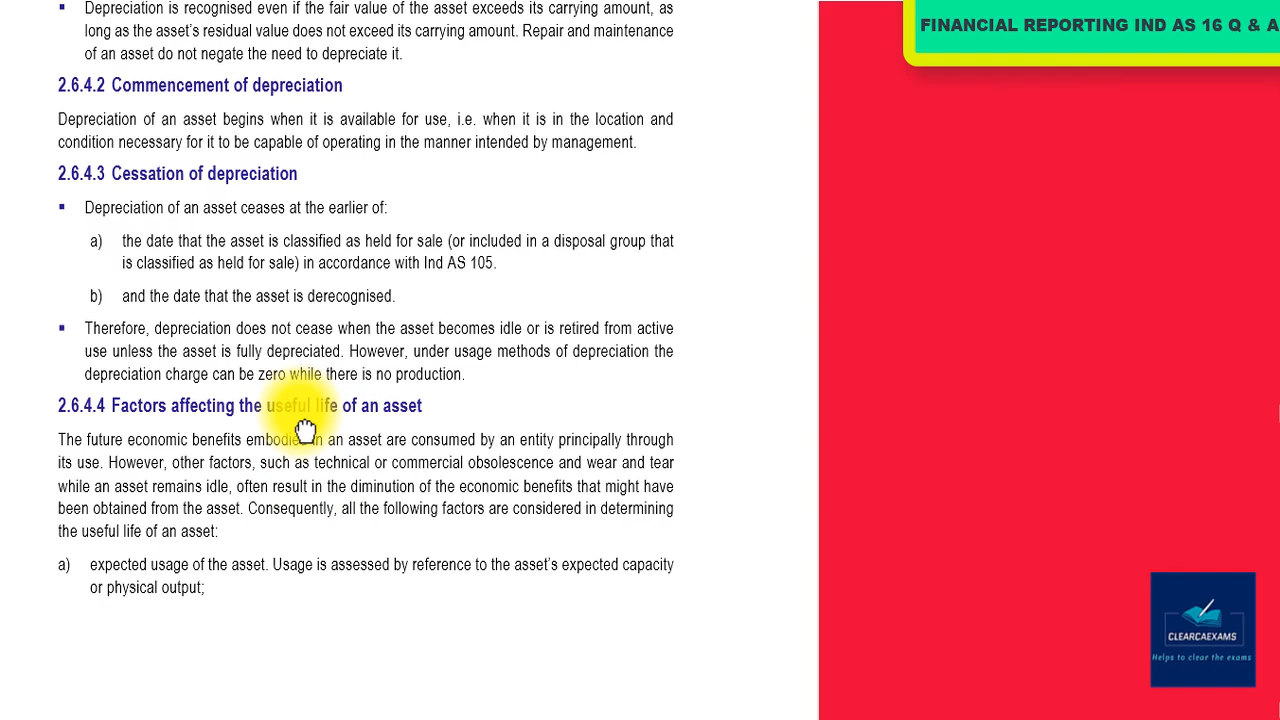 ▪ Depreciation is recognised even if the fair value of the asset exceeds its carrying amount, as
long as the asset's residual value does not exceed its carrying amount. Repair and maintenance
of an asset do not negate the need to depreciate it.
FINANCIAL REPORTING IND AS 16 Q & A
2.6.4.2 Commencement of depreciation
Depreciation of an asset begins when it is available for use, i.e. when it is in the location and
condition necessary for it to be capable of operating in the manner intended by management.
2.6.4.3 Cessation of depreciation
▪ Depreciation of an asset ceases at the earlier of:
a) the date that the asset is classified as held for sale (or included in a disposal group that
is classified as held for sale) in accordance with Ind AS 105.
b) and the date that the asset is derecognised.
▪ Therefore, depreciation does not cease when the asset becomes idle or is retired from active
use unless the asset is fully depreciated. However, under usage methods of depreciation the
depreciation charge can be zero while there is no production.
2.6.4.4 Factors affecting the useful life of an asset
The future economic benefits embodied in an asset are consumed by an entity principally through
its use. However, other factors, such as technical or commercial obsolescence and wear and tear
while an asset remains idle, often result in the diminution of the economic benefits that might have
been obtained from the asset. Consequently, all the following factors are considered in determining
the useful life of an asset:
a) expected usage of the asset. Usage is assessed by reference to the asset's expected capacity
or physical output;
CLEARCAEXAMS
Helps to clear the exams